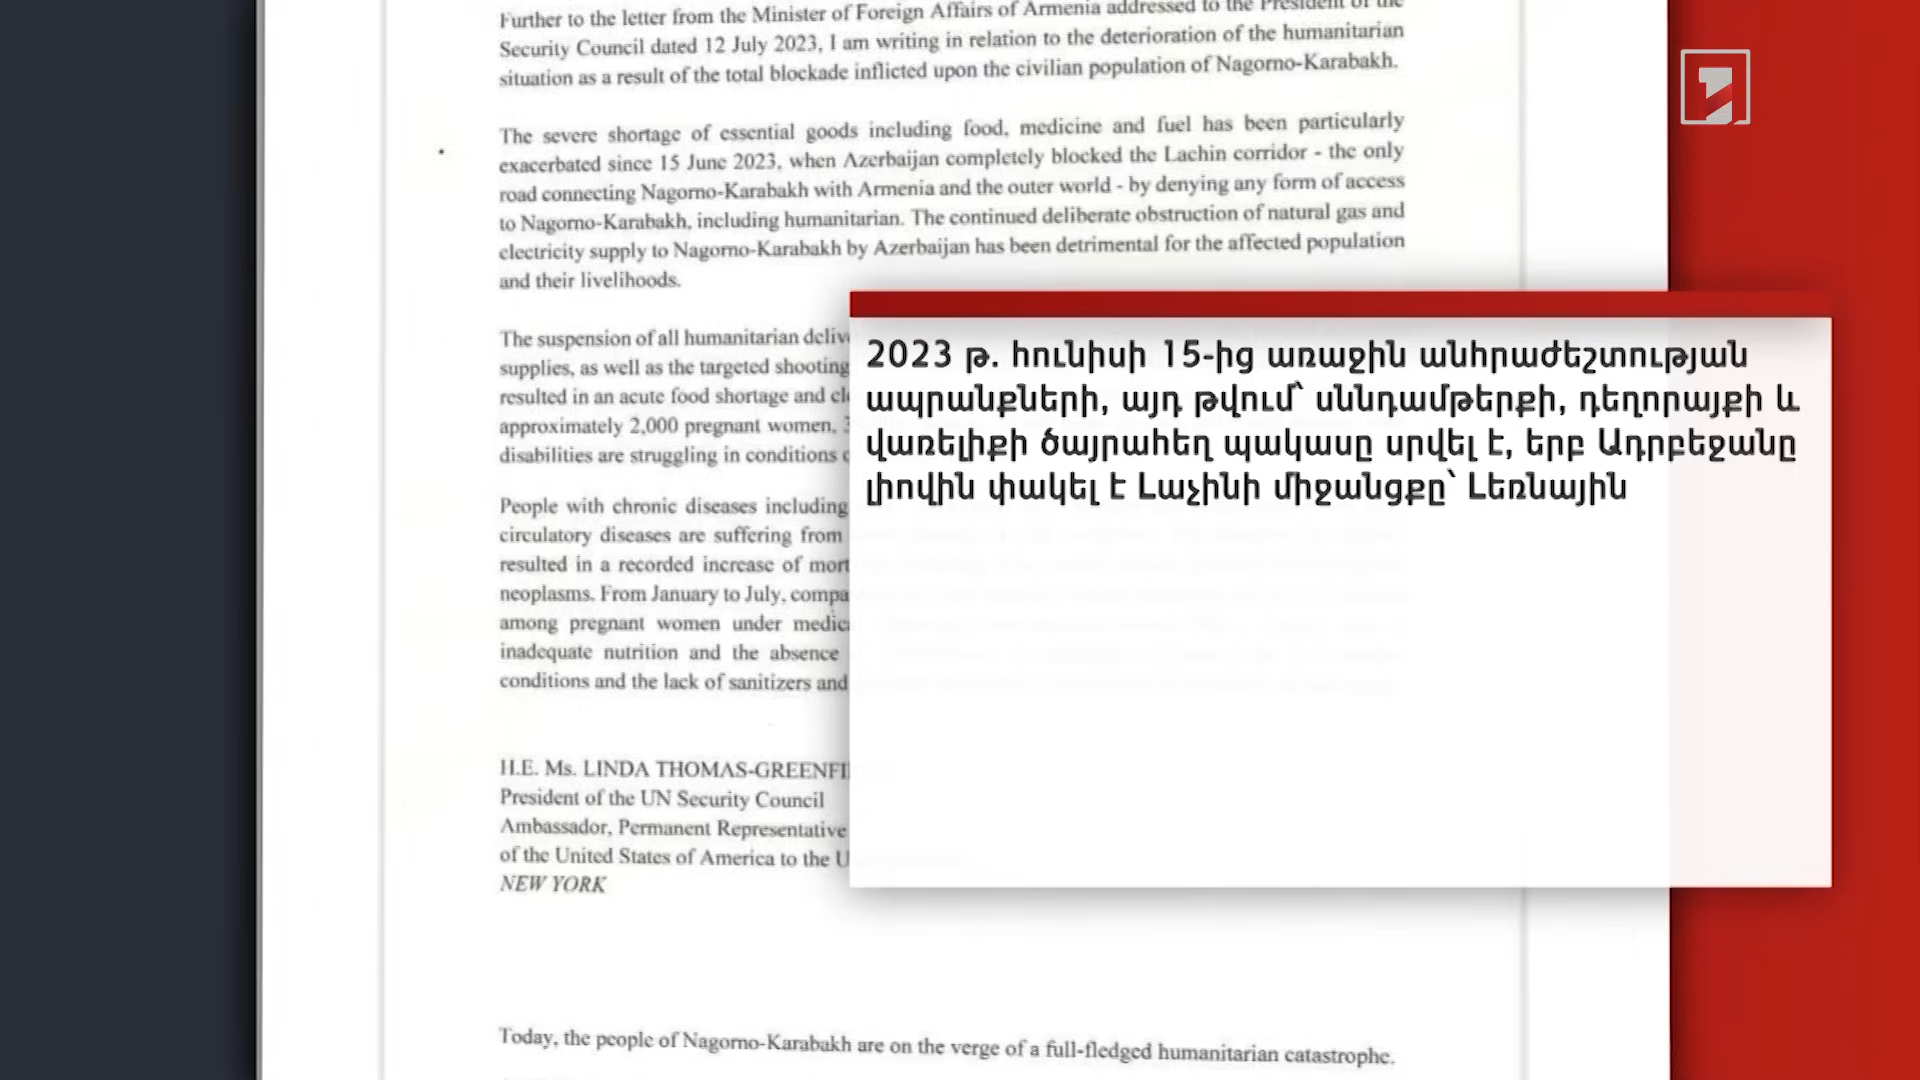 Further to the letter from the Minister of Foreign Affairs of Armenia addressed to the President of the
Security Council dated 12 July 2023, I am writing in relation to the deterioration of the humanitarian
situation as a result of the total blockade inflicted upon the civilian population of Nagorno-Karabakh.
The severe shortage of essential goods including food, medicine and fuel has been particularly
exacerbated since 15 June 2023, when Azerbaijan completely blocked the Lachin corridor - the only
road connecting Nagorno-Karabakh with Armenia and the outer world - by denying any form of access
to Nagorno-Karabakh, including humanitarian. The continued deliberate obstruction of natural gas and
electricity supply to Nagorno-Karabakh by Azerbaijan has been detrimental for the affected population
and their livelihoods.
The suspension of all humanitarian
supplies, as well as the targeted shooting
resulted in an acute food shortage and
approximately 2,000 pregnant women,
disabilities are struggling in conditions
People with chronic diseases including
circulatory diseases are suffering from
resulted in a recorded increase of
neoplasms. From January to July,
among pregnant women under
inadequate nutrition and the absence
conditions and the lack of sanitizers and
H.E. Ms. LINDA
President of the UN Security Council
Ambassador, Permanent Representative
of the United States of America to the
NEW YORK
Today, the people of Nagorno-Karabakh are on the verge of a full-fledged humanitarian catastrophe.
2023 թ. հունիսի 15-ից առաջին անհրաժեշտության
ապրանքների, այդ թվում՝ սննդամթերքի, դեղորայքի և
վառելիքի ծայրահեղ պակասը սրվել է, երբ Ադրբեջանը
լիովին փակել է Լաչինի միջանցքը՝ Լեռնային